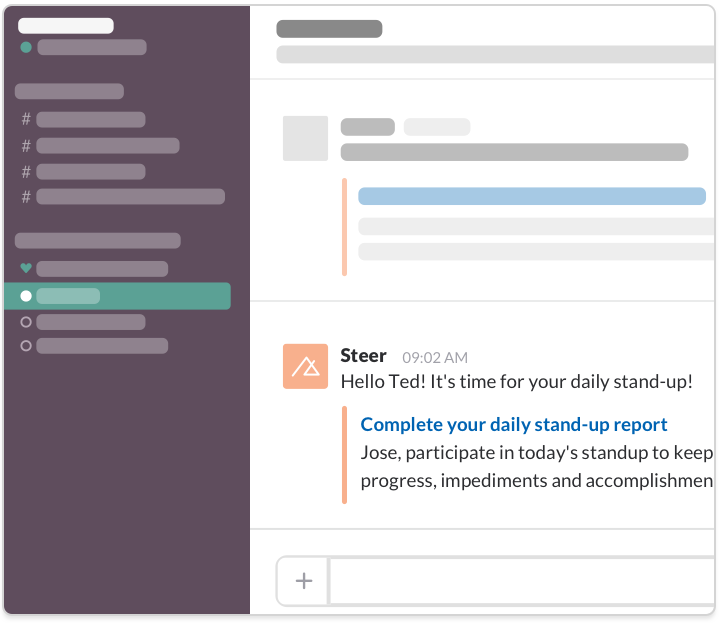 #
#
#
#
Steer 09:02 AM
Hello Ted! It's time for your daily stand-up!
Complete your daily stand-up report
Jose, participate in today's standup to keep
progress, impediments and accomplishmen
+